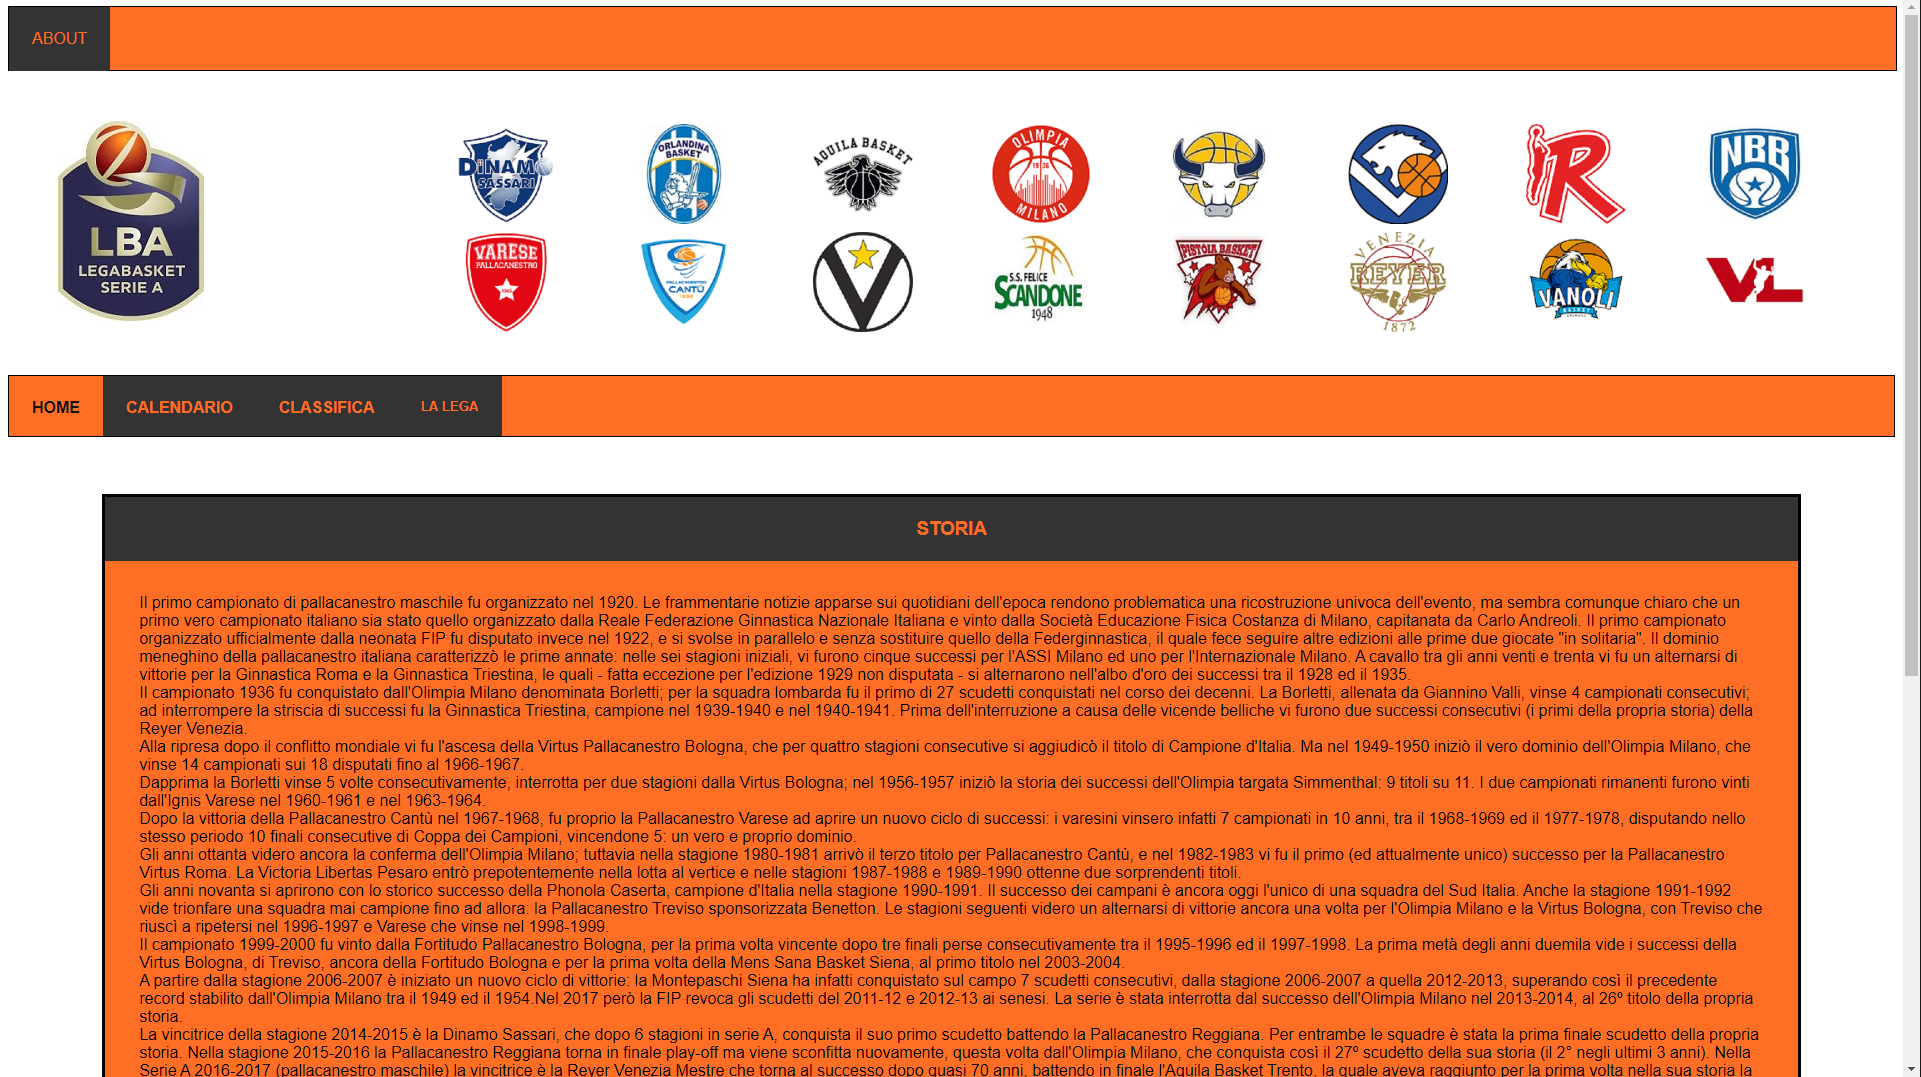 ABOUT
LBA
LEGABASKET
SERIE A
DINAMO
SASSARI
ORLANDINA
BASKET
AQUILA BASKET
OLIMPIA
1936
MILANO
R
NBB
VARESE
PALLACANESTRO
1945
PALLACANESTRO
CANTÙ
1936
V
S.S. FELICE
SCANDONE
1948
PISTOIA BASKET
VENEZIA
REYER
1872
VANOLI
BASKET
VL
HOME
CALENDARIO
CLASSIFICA
LA LEGA
STORIA
Il primo campionato di pallacanestro maschile fu organizzato nel 1920. Le frammentarie notizie apparse sui quotidiani dell'epoca rendono problematica una ricostruzione univoca dell'evento, ma sembra comunque chiaro che un
primo vero campionato italiano sia stato quello organizzato dalla Reale Federazione Ginnastica Nazionale Italiana e vinto dalla Società Educazione Fisica Costanza di Milano, capitanata da Carlo Andreoli. Il primo campionato
organizzato ufficialmente dalla neonata FIP fu disputato invece nel 1922, e si svolse in parallelo e senza sostituire quello della Federginnastica, il quale fece seguire altre edizioni alle prime due giocate "in solitaria". Il dominio
meneghino della pallacanestro italiana caratterizzò le prime annate: nelle sei stagioni iniziali, vi furono cinque successi per l'ASSI Milano ed uno per l'Internazionale Milano. A cavallo tra gli anni venti e trenta vi fu un alternarsi di
vittorie per la Ginnastica Roma e la Ginnastica Triestina, le quali - fatta eccezione per l'edizione 1929 non disputata - si alternarono nell'albo d'oro dei successi tra il 1928 ed il 1935.
Il campionato 1936 fu conquistato dall'Olimpia Milano denominata Borletti; per la squadra lombarda fu il primo di 27 scudetti conquistati nel corso dei decenni. La Borletti, allenata da Giannino Valli, vinse 4 campionati consecutivi;
ad interrompere la striscia di successi fu la Ginnastica Triestina, campione nel 1939-1940 e nel 1940-1941. Prima dell'interruzione a causa delle vicende belliche vi furono due successi consecutivi (i primi della propria storia) della
Reyer Venezia.
Alla ripresa dopo il conflitto mondiale vi fu l'ascesa della Virtus Pallacanestro Bologna, che per quattro stagioni consecutive si aggiudicò il titolo di Campione d'Italia. Ma nel 1949-1950 iniziò il vero dominio dell'Olimpia Milano, che
vinse 14 campionati sui 18 disputati fino al 1966-1967.
Dapprima la Borletti vinse 5 volte consecutivamente, interrotta per due stagioni dalla Virtus Bologna; nel 1956-1957 iniziò la storia dei successi dell'Olimpia targata Simmenthal: 9 titoli su 11. I due campionati rimanenti furono vinti
dall'Ignis Varese nel 1960-1961 e nel 1963-1964.
Dopo la vittoria della Pallacanestro Cantù nel 1967-1968, fu proprio la Pallacanestro Varese ad aprire un nuovo ciclo di successi: i varesini vinsero infatti 7 campionati in 10 anni, tra il 1968-1969 ed il 1977-1978, disputando nello
stesso periodo 10 finali consecutive di Coppa dei Campioni, vincendone 5: un vero e proprio dominio.
Gli anni ottanta videro ancora la conferma dell'Olimpia Milano; tuttavia nella stagione 1980-1981 arrivò il terzo titolo per Pallacanestro Cantù, e nel 1982-1983 vi fu il primo (ed attualmente unico) successo per la Pallacanestro
Virtus Roma. La Victoria Libertas Pesaro entrò prepotentemente nella lotta al vertice e nelle stagioni 1987-1988 e 1989-1990 ottenne due sorprendenti titoli.
Gli anni novanta si aprirono con lo storico successo della Phonola Caserta, campione d'Italia nella stagione 1990-1991. Il successo dei campani è ancora oggi l'unico di una squadra del Sud Italia. Anche la stagione 1991-1992
vide trionfare una squadra mai campione fino ad allora: la Pallacanestro Treviso sponsorizzata Benetton. Le stagioni seguenti videro un alternarsi di vittorie ancora una volta per l'Olimpia Milano e la Virtus Bologna, con Treviso che
riuscì a ripetersi nel 1996-1997 e Varese che vinse nel 1998-1999.
Il campionato 1999-2000 fu vinto dalla Fortitudo Pallacanestro Bologna, per la prima volta vincente dopo tre finali perse consecutivamente tra il 1995-1996 ed il 1997-1998. La prima metà degli anni duemila vide i successi della
Virtus Bologna, di Treviso, ancora della Fortitudo Bologna e per la prima volta della Mens Sana Basket Siena, al primo titolo nel 2003-2004.
A partire dalla stagione 2006-2007 è iniziato un nuovo ciclo di vittorie: la Montepaschi Siena ha infatti conquistato sul campo 7 scudetti consecutivi, dalla stagione 2006-2007 a quella 2012-2013, superando così il precedente
record stabilito dall'Olimpia Milano tra il 1949 ed il 1954.Nel 2017 però la FIP revoca gli scudetti del 2011-12 e 2012-13 ai senesi. La serie è stata interrotta dal successo dell'Olimpia Milano nel 2013-2014, al 26º titolo della propria
storia.
La vincitrice della stagione 2014-2015 è la Dinamo Sassari, che dopo 6 stagioni in serie A, conquista il suo primo scudetto battendo la Pallacanestro Reggiana. Per entrambe le squadre è stata la prima finale scudetto della propria
storia. Nella stagione 2015-2016 la Pallacanestro Reggiana torna in finale play-off ma viene sconfitta nuovamente, questa volta dall'Olimpia Milano, che conquista così il 27º scudetto della sua storia (il 2° negli ultimi 3 anni). Nella
Serie A 2016-2017 (pallacanestro maschile) la vincitrice è la Reyer Venezia Mestre che torna al successo dopo quasi 70 anni, battendo in finale l'Aquila Basket Trento, la quale aveva raggiunto per la prima volta nella sua storia la